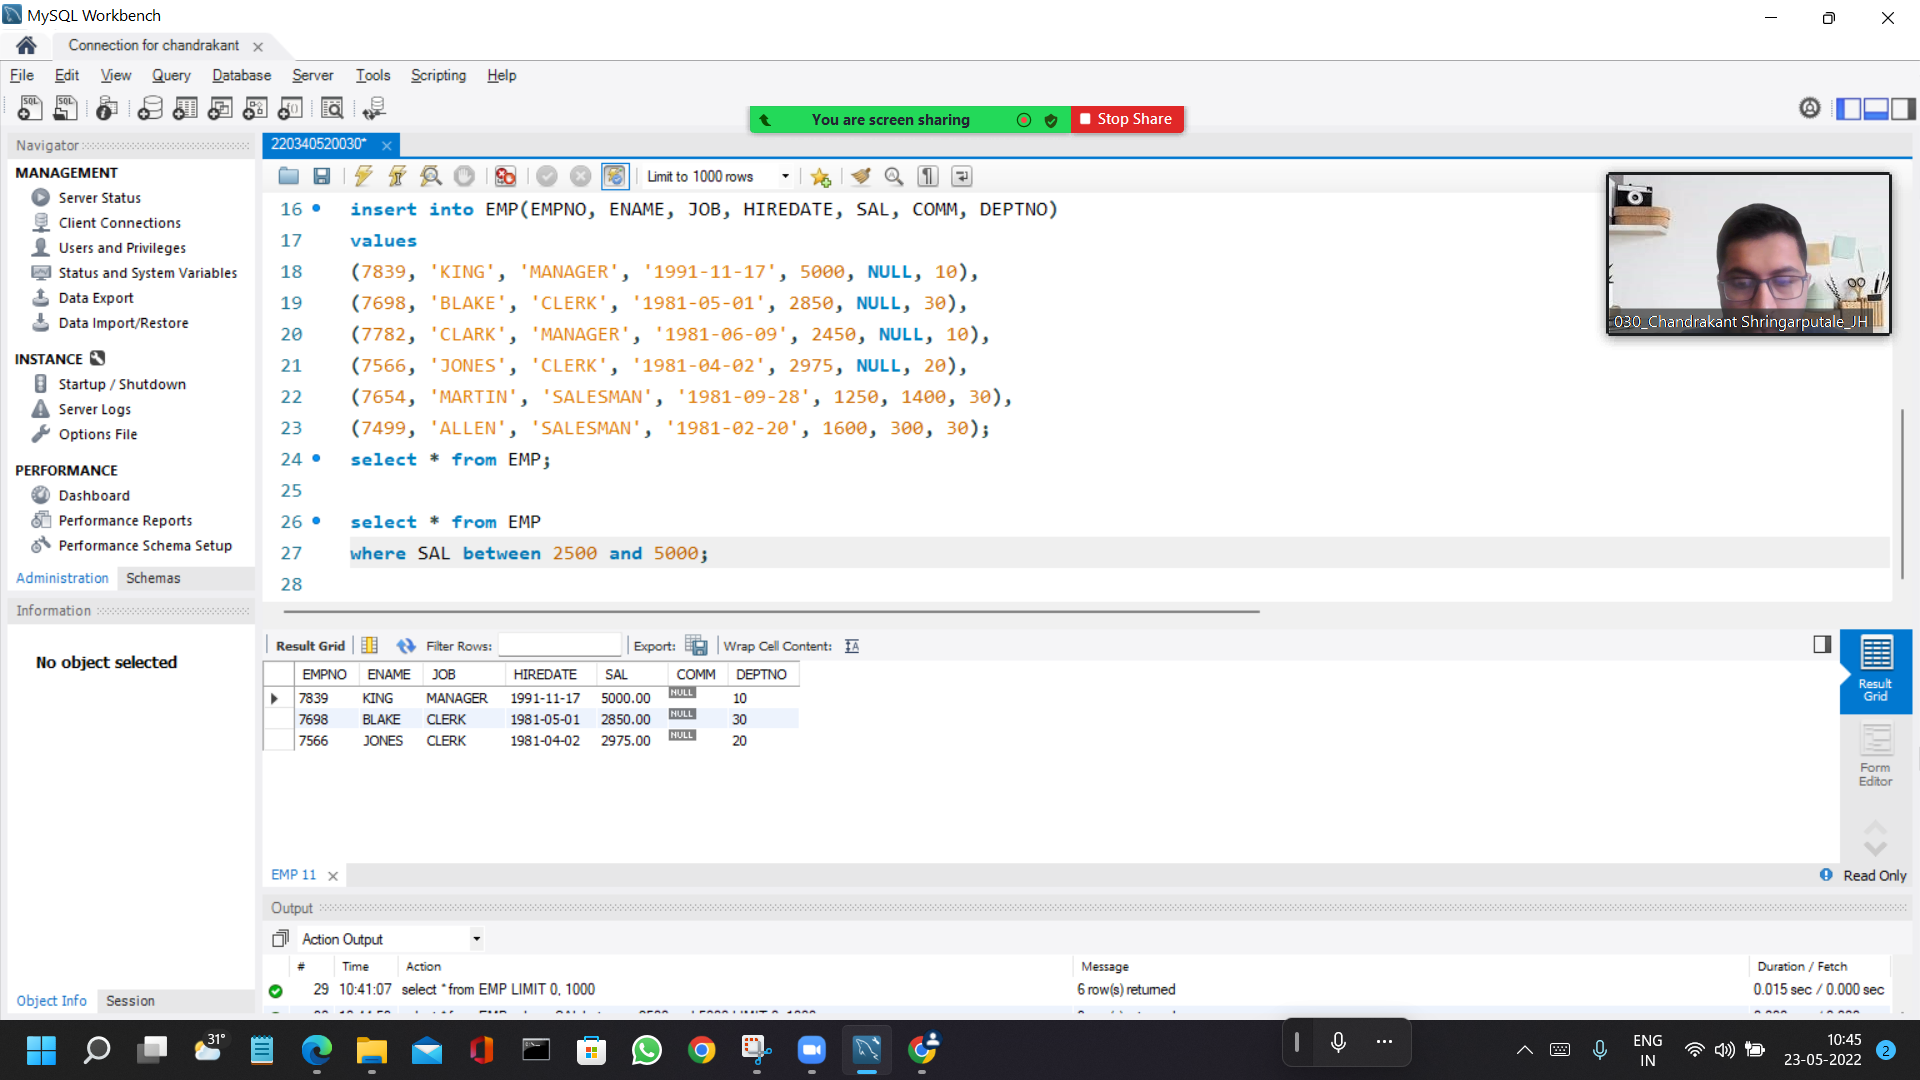 MySQL Workbench
Connection for chandrakant
File Edit View Query Database Server Tools Scripting Help
You are screen sharing Stop Share
Navigator
MANAGEMENT
Server Status
Client Connections
Users and Privileges
Status and System Variables
Data Export
Data Import/Restore
INSTANCE
Startup / Shutdown
Server Logs
Options File
PERFORMANCE
Dashboard
Performance Reports
Performance Schema Setup
Administration Schemas
Information
No object selected
Object Info Session
220340520030*
Limit to 1000 rows
16 insert into EMP(EMPNO, ENAME, JOB, HIREDATE, SAL, COMM, DEPTNO)
17 values
18 (7839, 'KING', 'MANAGER', '1991-11-17', 5000, NULL, 10),
19 (7698, 'BLAKE', 'CLERK', '1981-05-01', 2850, NULL, 30),
20 (7782, 'CLARK', 'MANAGER', '1981-06-09', 2450, NULL, 10),
21 (7566, 'JONES', 'CLERK', '1981-04-02', 2975, NULL, 20),
22 (7654, 'MARTIN', 'SALESMAN', '1981-09-28', 1250, 1400, 30),
23 (7499, 'ALLEN', 'SALESMAN', '1981-02-20', 1600, 300, 30);
24 select * from EMP;
25
26 select * from EMP
27 where SAL between 2500 and 5000;
28
030_Chandrakant Shringarputale_JH
Result Grid Filter Rows: Export: Wrap Cell Content:
EMPNO ENAME JOB HIREDATE SAL COMM DEPTNO
7839 KING MANAGER 1991-11-17 5000.00 NULL 10
7698 BLAKE CLERK 1981-05-01 2850.00 NULL 30
7566 JONES CLERK 1981-04-02 2975.00 NULL 20
Result
Grid
Form
Editor
EMP 11 Read Only
Output
Action Output
# Time Action Message Duration / Fetch
29 10:41:07 select * from EMP LIMIT 0, 1000 6 row(s) returned 0.015 sec / 0.000 sec
31°
ENG
IN
10:45
23-05-2022
2